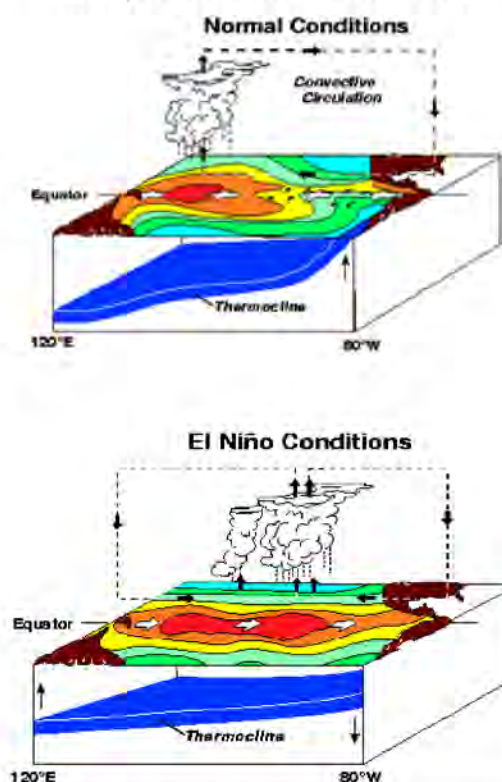 Normal Conditions
Convective
Circulation
Equator
Thermocline
120°E
80°W
El Niño Conditions
Equator
Thermocline
120°E
80°W